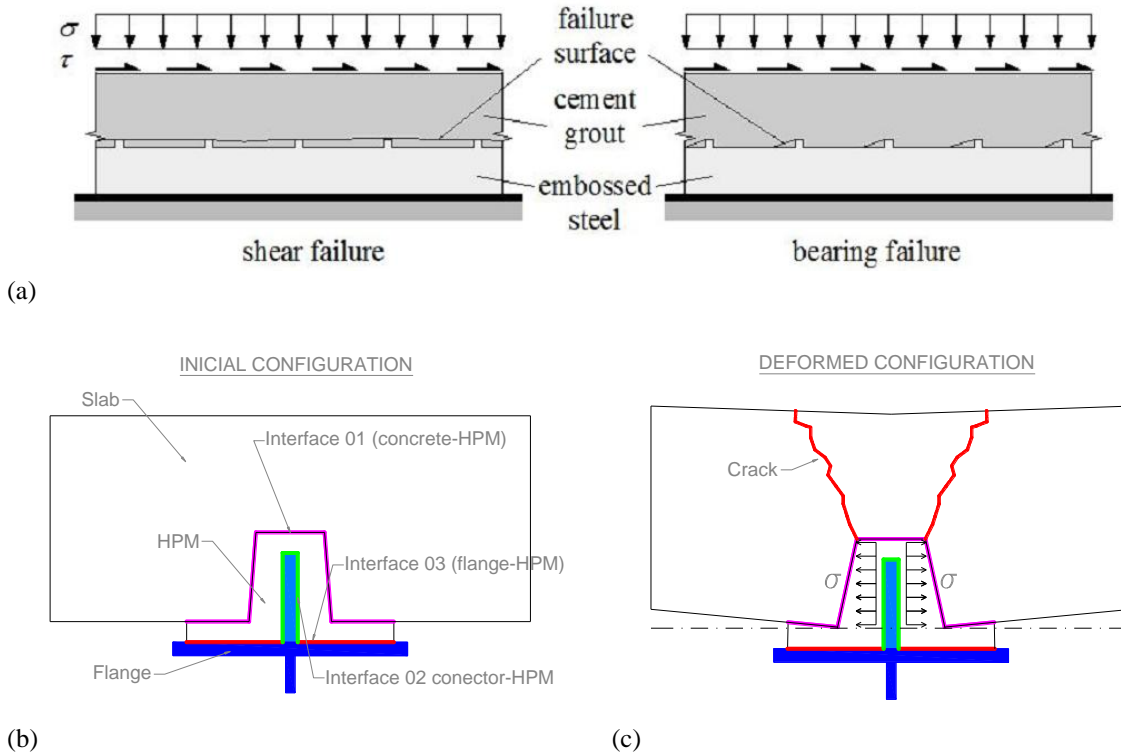 σ
τ
failure
surface
cement
grout
embossed
steel
shear failure
bearing failure
(a)
INICIAL CONFIGURATION
DEFORMED CONFIGURATION
Slab
Interface 01 (concrete-HPM)
HPM
Interface 03 (flange-HPM)
Flange
Interface 02 conector-HPM
Crack
σ
σ
(b)
(c)